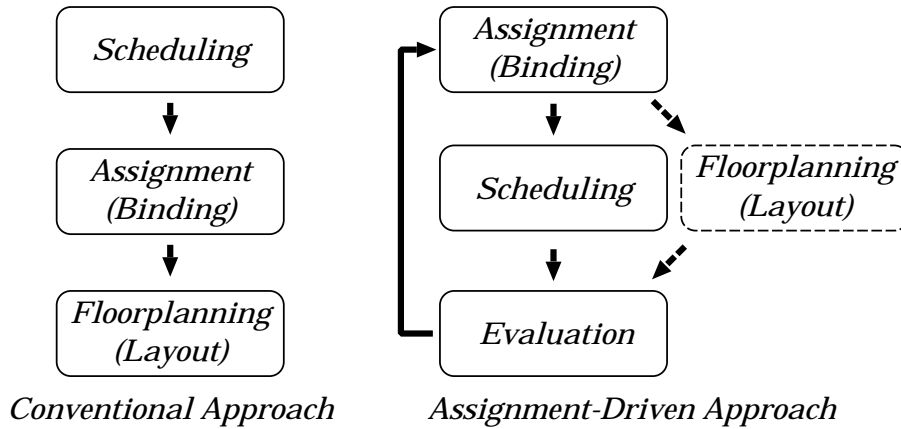 Scheduling
Assignment
(Binding)
Floorplanning
(Layout)
Conventional Approach
Assignment
(Binding)
Scheduling
Floorplanning
(Layout)
Evaluation
Assignment-Driven Approach